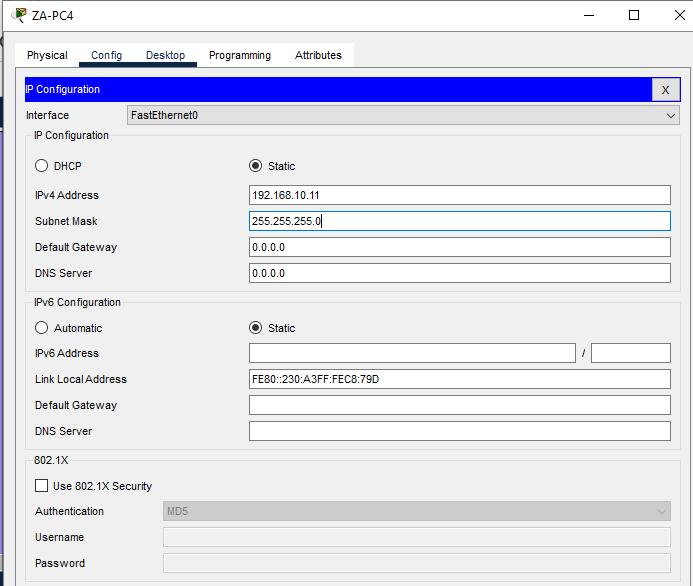 ZA-PC4
Physical Config Desktop Programming Attributes
IP Configuration X
Interface FastEthernet0
IP Configuration
DHCP Static
IPv4 Address 192.168.10.11
Subnet Mask 255.255.255.0
Default Gateway 0.0.0.0
DNS Server 0.0.0.0
IPv6 Configuration
Automatic Static
IPv6 Address /
Link Local Address FE80::230:A3FF:FEC8:79D
Default Gateway
DNS Server
802.1X
Use 802.1X Security
Authentication MD5
Username
Password